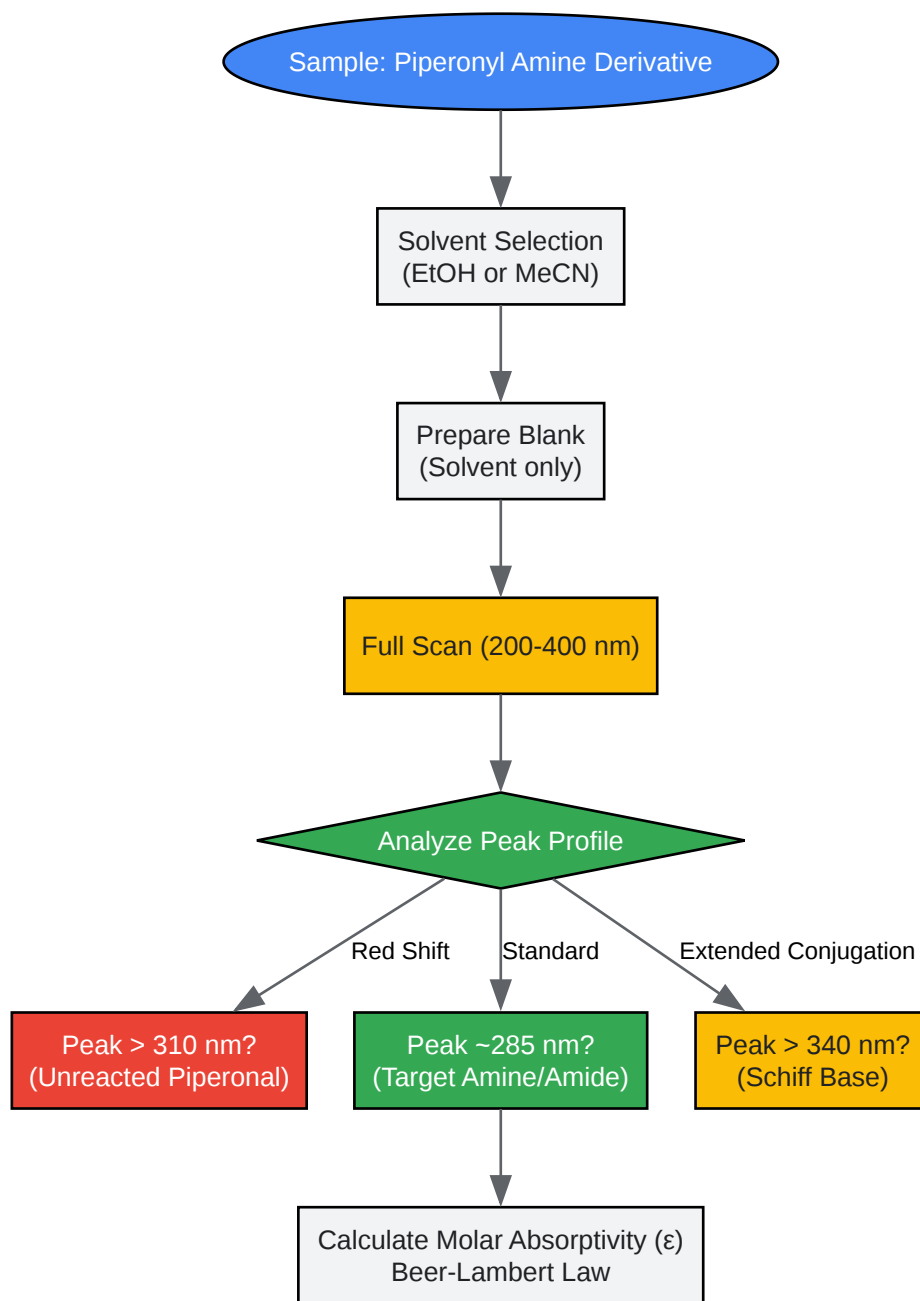 Sample: Piperonyl Amine Derivative
Solvent Selection
(EtOH or MeCN)
Prepare Blank
(Solvent only)
Full Scan (200-400 nm)
Analyze Peak Profile
Red Shift
Standard
Extended Conjugation
Peak > 310 nm?
(Unreacted Piperonal)
Peak ~285 nm?
(Target Amine/Amide)
Peak > 340 nm?
(Schiff Base)
Calculate Molar Absorptivity (ε)
Beer-Lambert Law